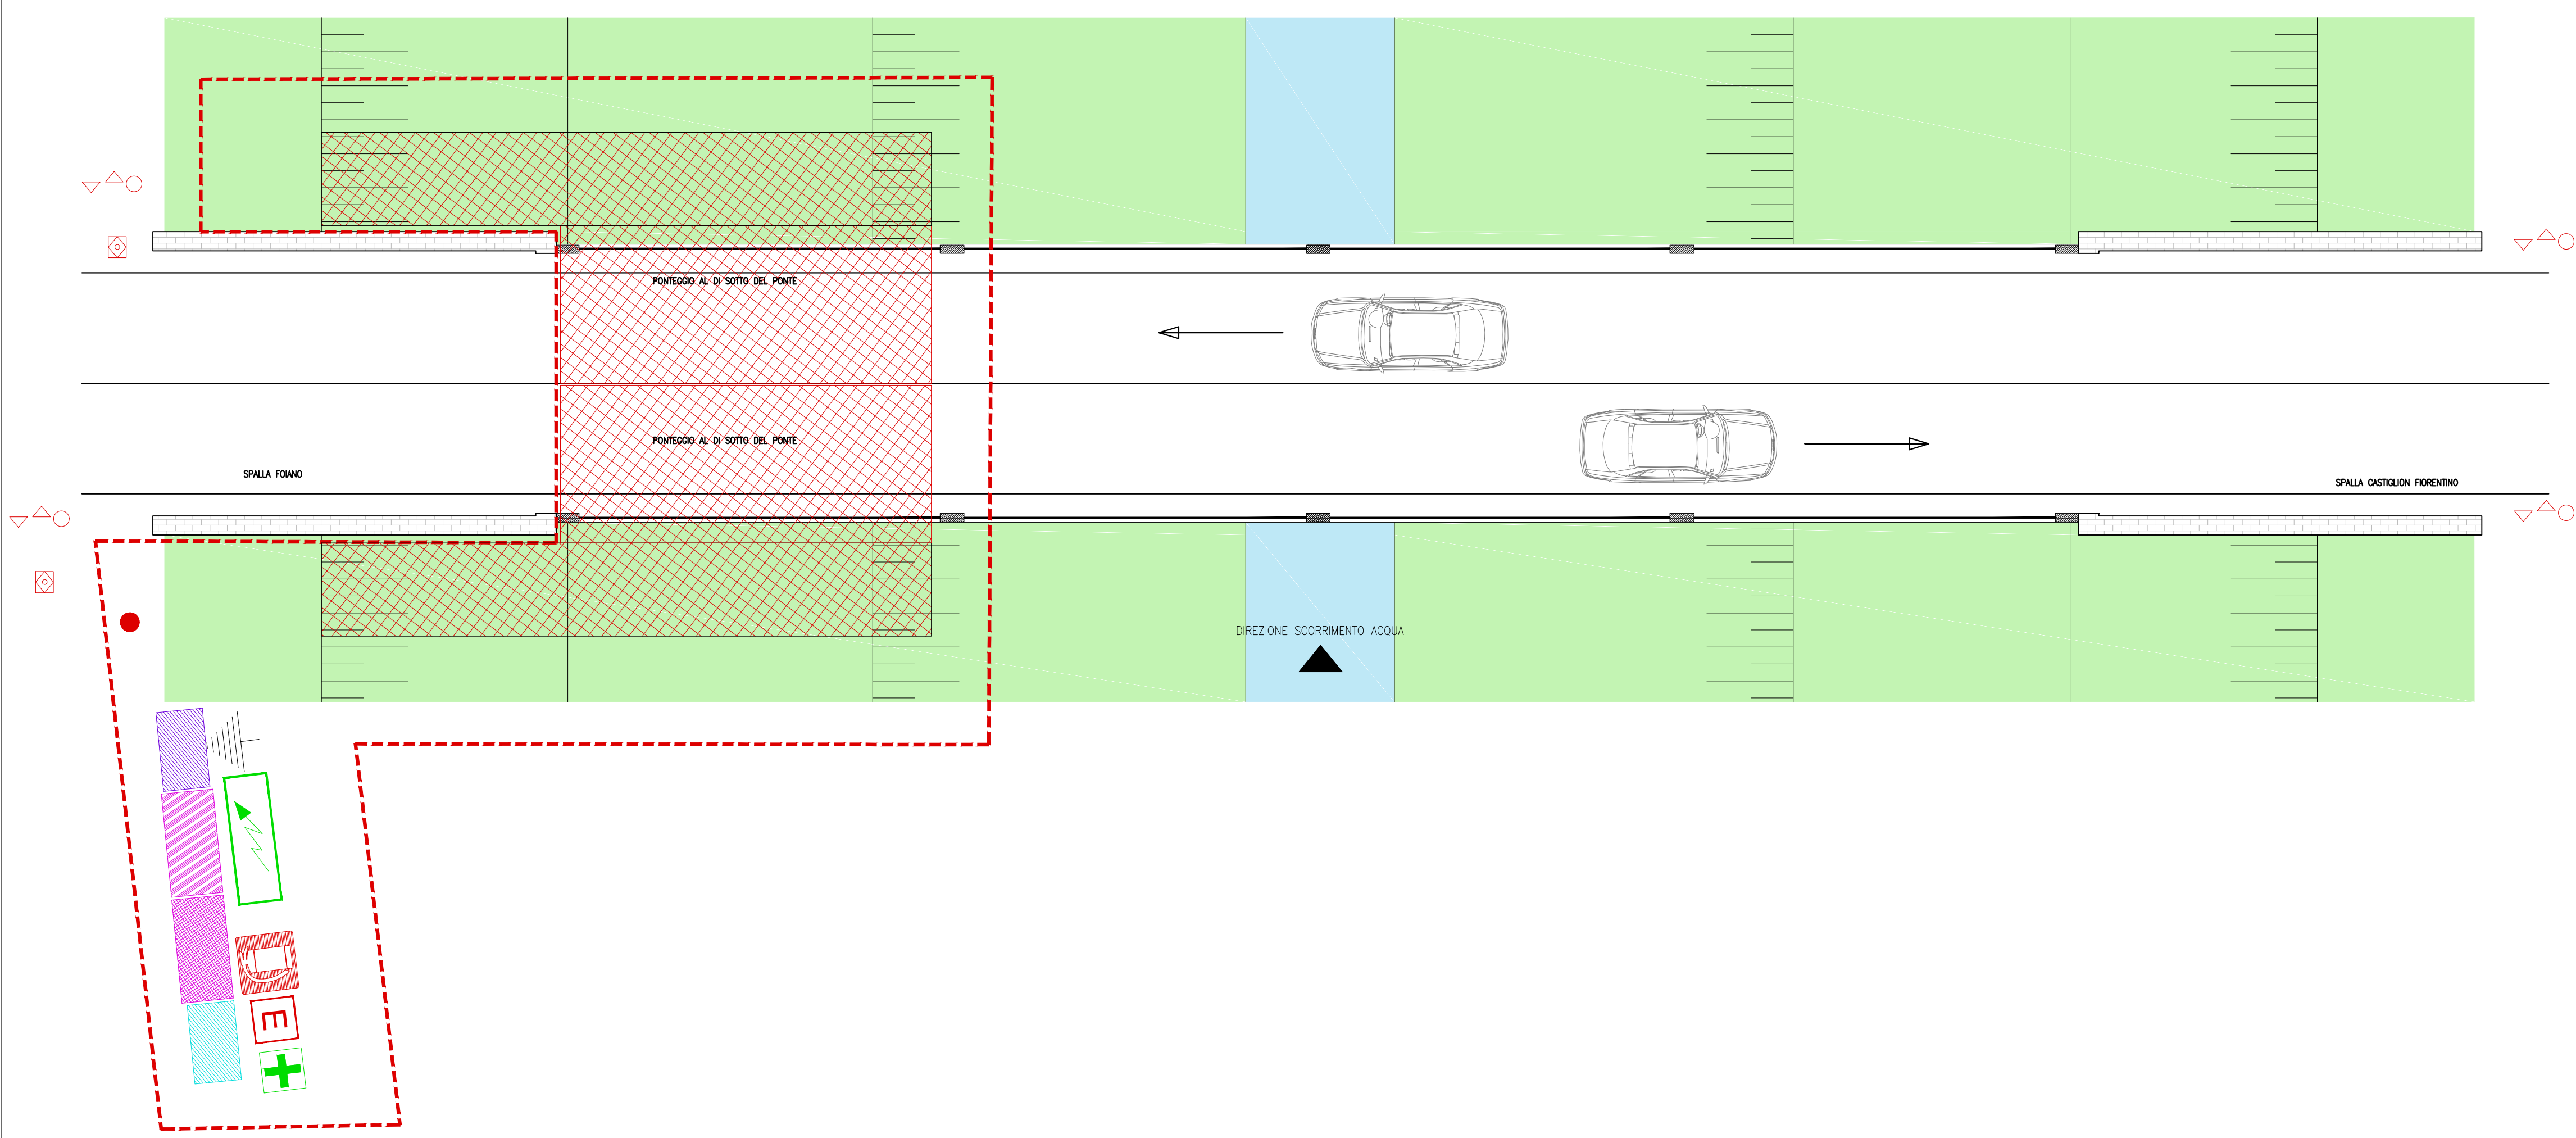 PONTEGGIO AL DI SOTTO DEL PONTE
PONTEGGIO AL DI SOTTO DEL PONTE
SPALLA FOIANO
SPALLA CASTIGLION FIORENTINO
DIREZIONE SCORRIMENTO ACQUA
E